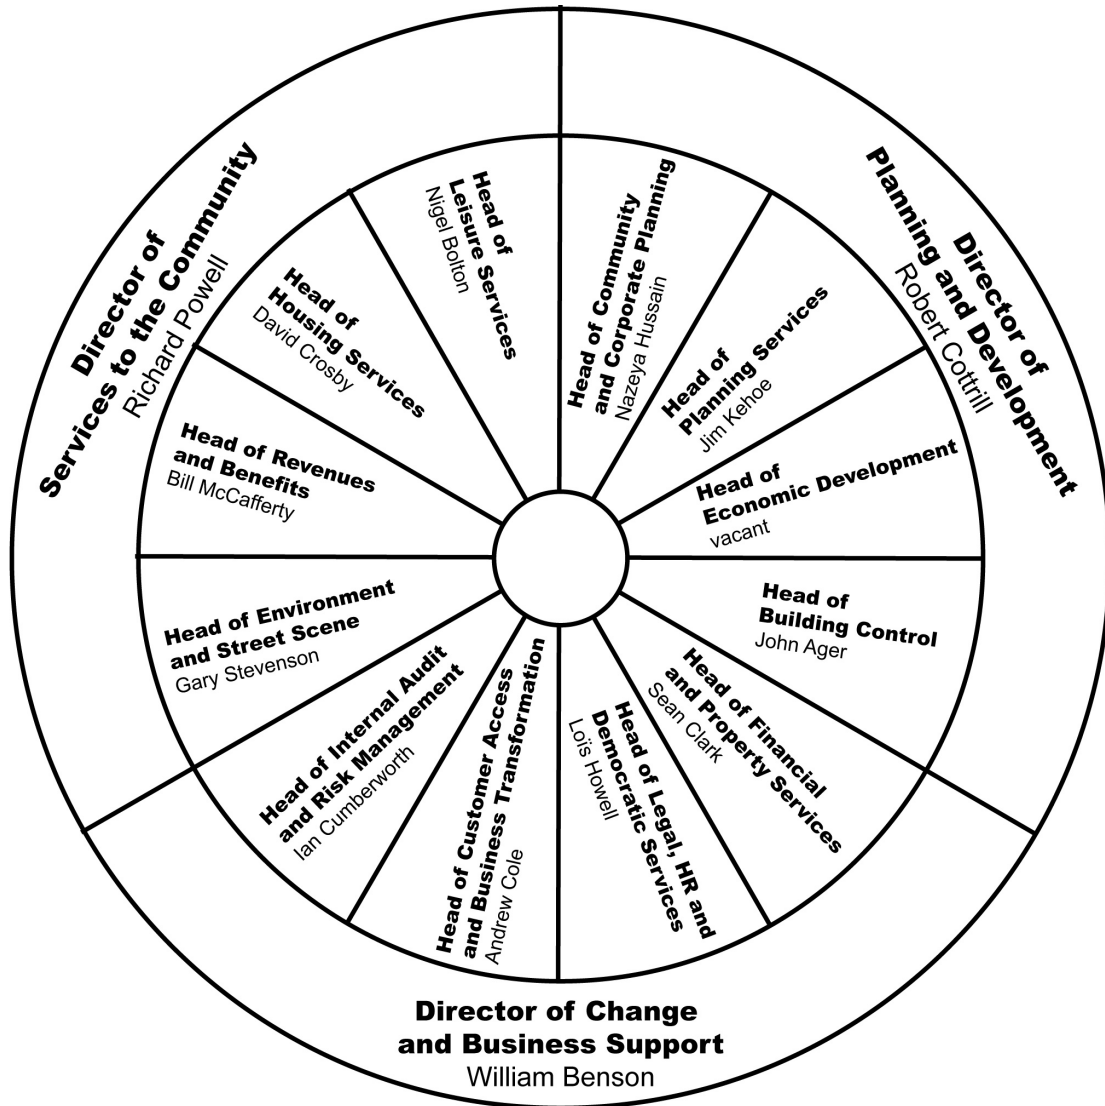 Director of
Services to the Community
Richard Powell
Director of
Planning and Development
Robert Cottrill
Head of
Leisure Services
Nigel Bolton
Head of Community
and Corporate Planning
Nazeya Hussain
Head of
Housing Services
David Crosby
Head of
Planning Services
Jim Kehoe
Head of Revenues
and Benefits
Bill McCafferty
Head of
Economic Development
vacant
Head of Environment
and Street Scene
Gary Stevenson
Head of
Building Control
John Ager
Head of Internal Audit
and Risk Management
Ian Cumberworth
Head of Customer Access
and Business Transformation
Andrew Cole
Head of Legal, HR and
Democratic Services
Loïs Howell
Head of Financial
and Property Services
Sean Clark
Director of Change
and Business Support
William Benson